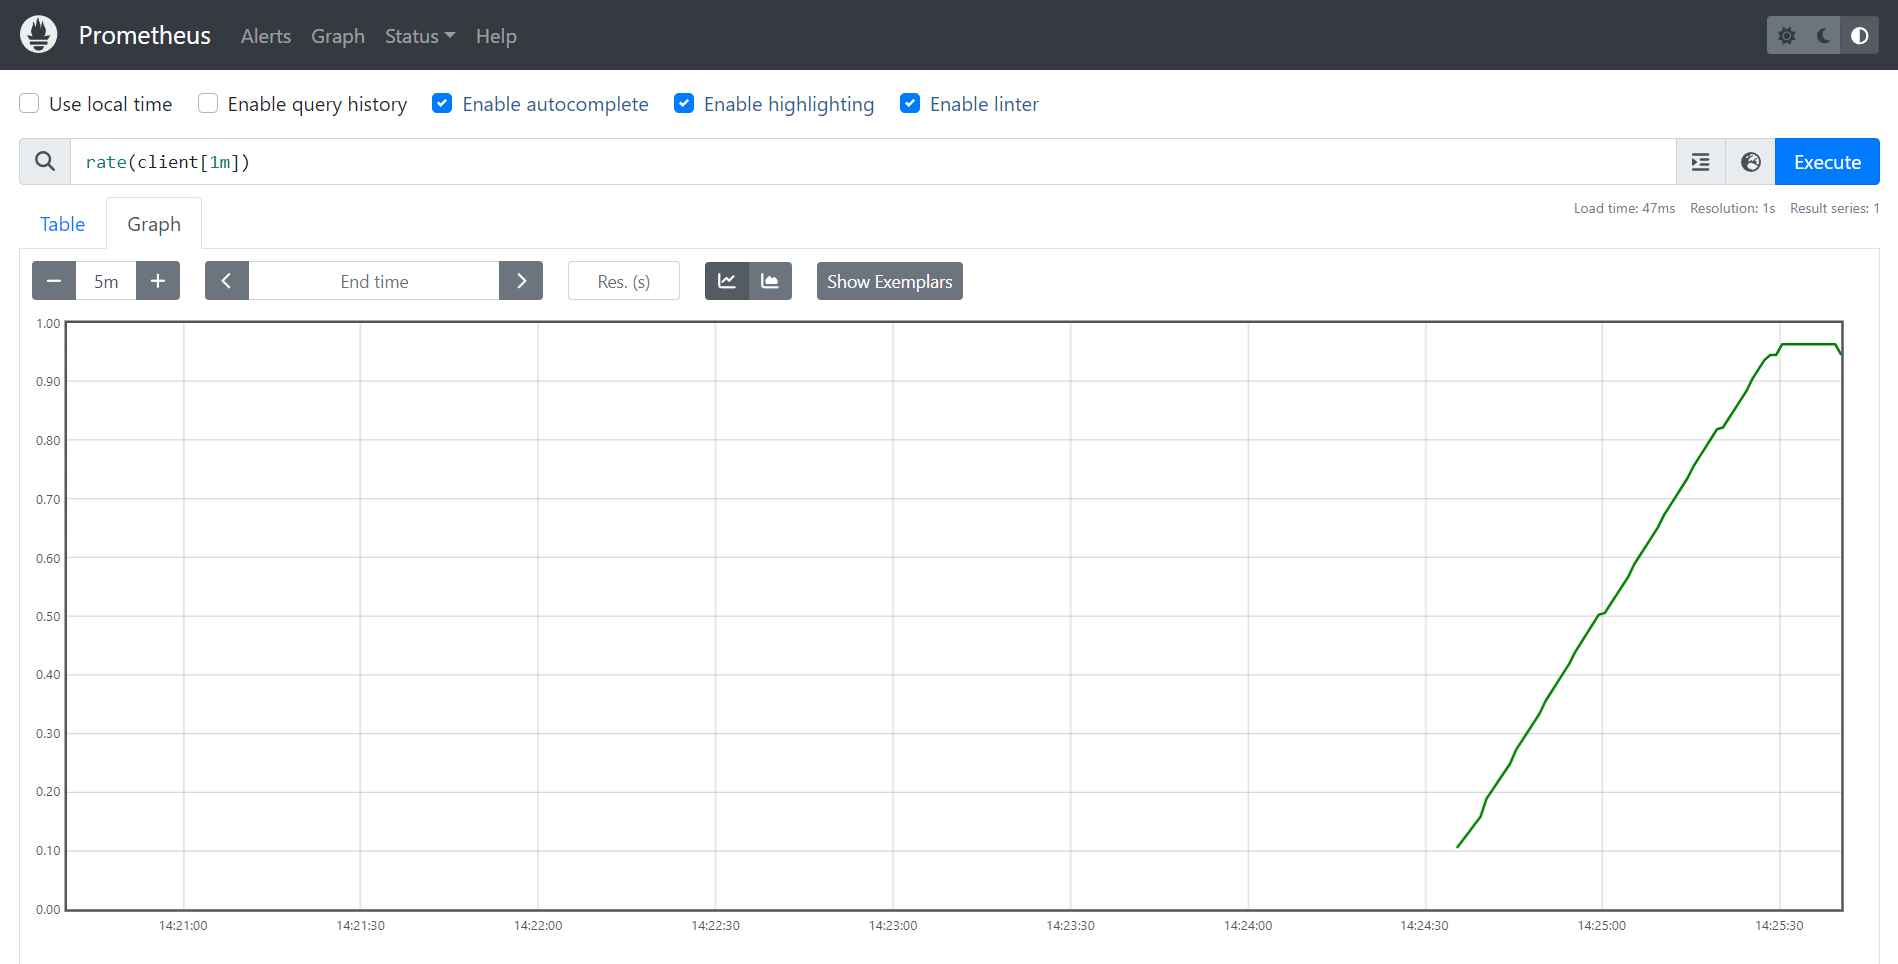 Prometheus Alerts Graph Status Help
Use local time Enable query history Enable autocomplete Enable highlighting Enable linter
rate(client[1m]) Execute
Table Graph Load time: 47ms Resolution: 1s Result series: 1
5m End time Res. (s) Show Exemplars
1.00
0.90
0.80
0.70
0.60
0.50
0.40
0.30
0.20
0.10
0.00
14:21:00 14:21:30 14:22:00 14:22:30 14:23:00 14:23:30 14:24:00 14:24:30 14:25:00 14:25:30